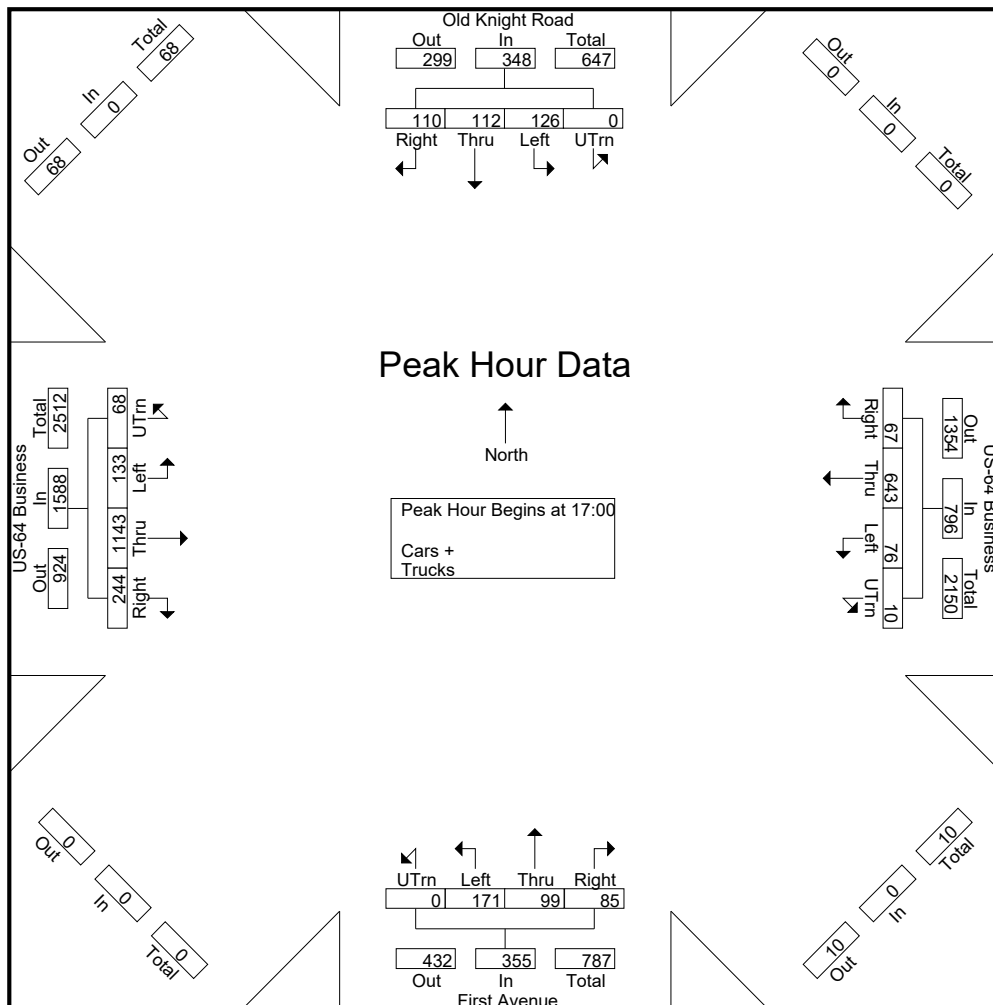 Old Knight Road
Out In Total
299 348 647
110 112 126 0
Right Thru Left UTrn
Total
68
In
0
Out
68
Out
0
In
0
Total
0
Peak Hour Data
North
Peak Hour Begins at 17:00
Cars +
Trucks
US-64 Business
Total In Out
2512 1588 924
68 133 1143 244
UTrn Left Thru Right
Right Thru Left UTrn
67 643 76 10
Out In Total
1354 796 2150
US-64 Business
Out
0
In
0
Total
0
Total
10
In
0
Out
10
UTrn Left Thru Right
0 171 99 85
432 355 787
Out In Total
First Avenue